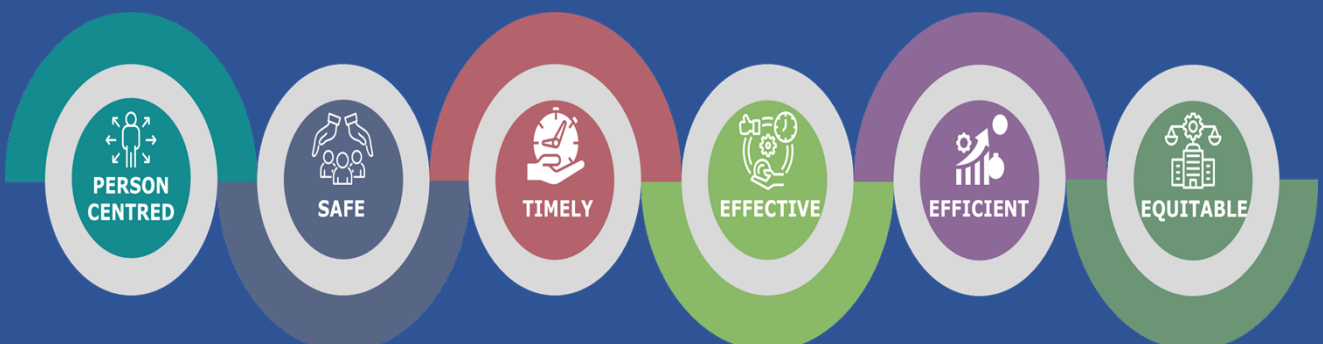 PERSON
CENTRED
SAFE
TIMELY
EFFECTIVE
EFFICIENT
EQUITABLE